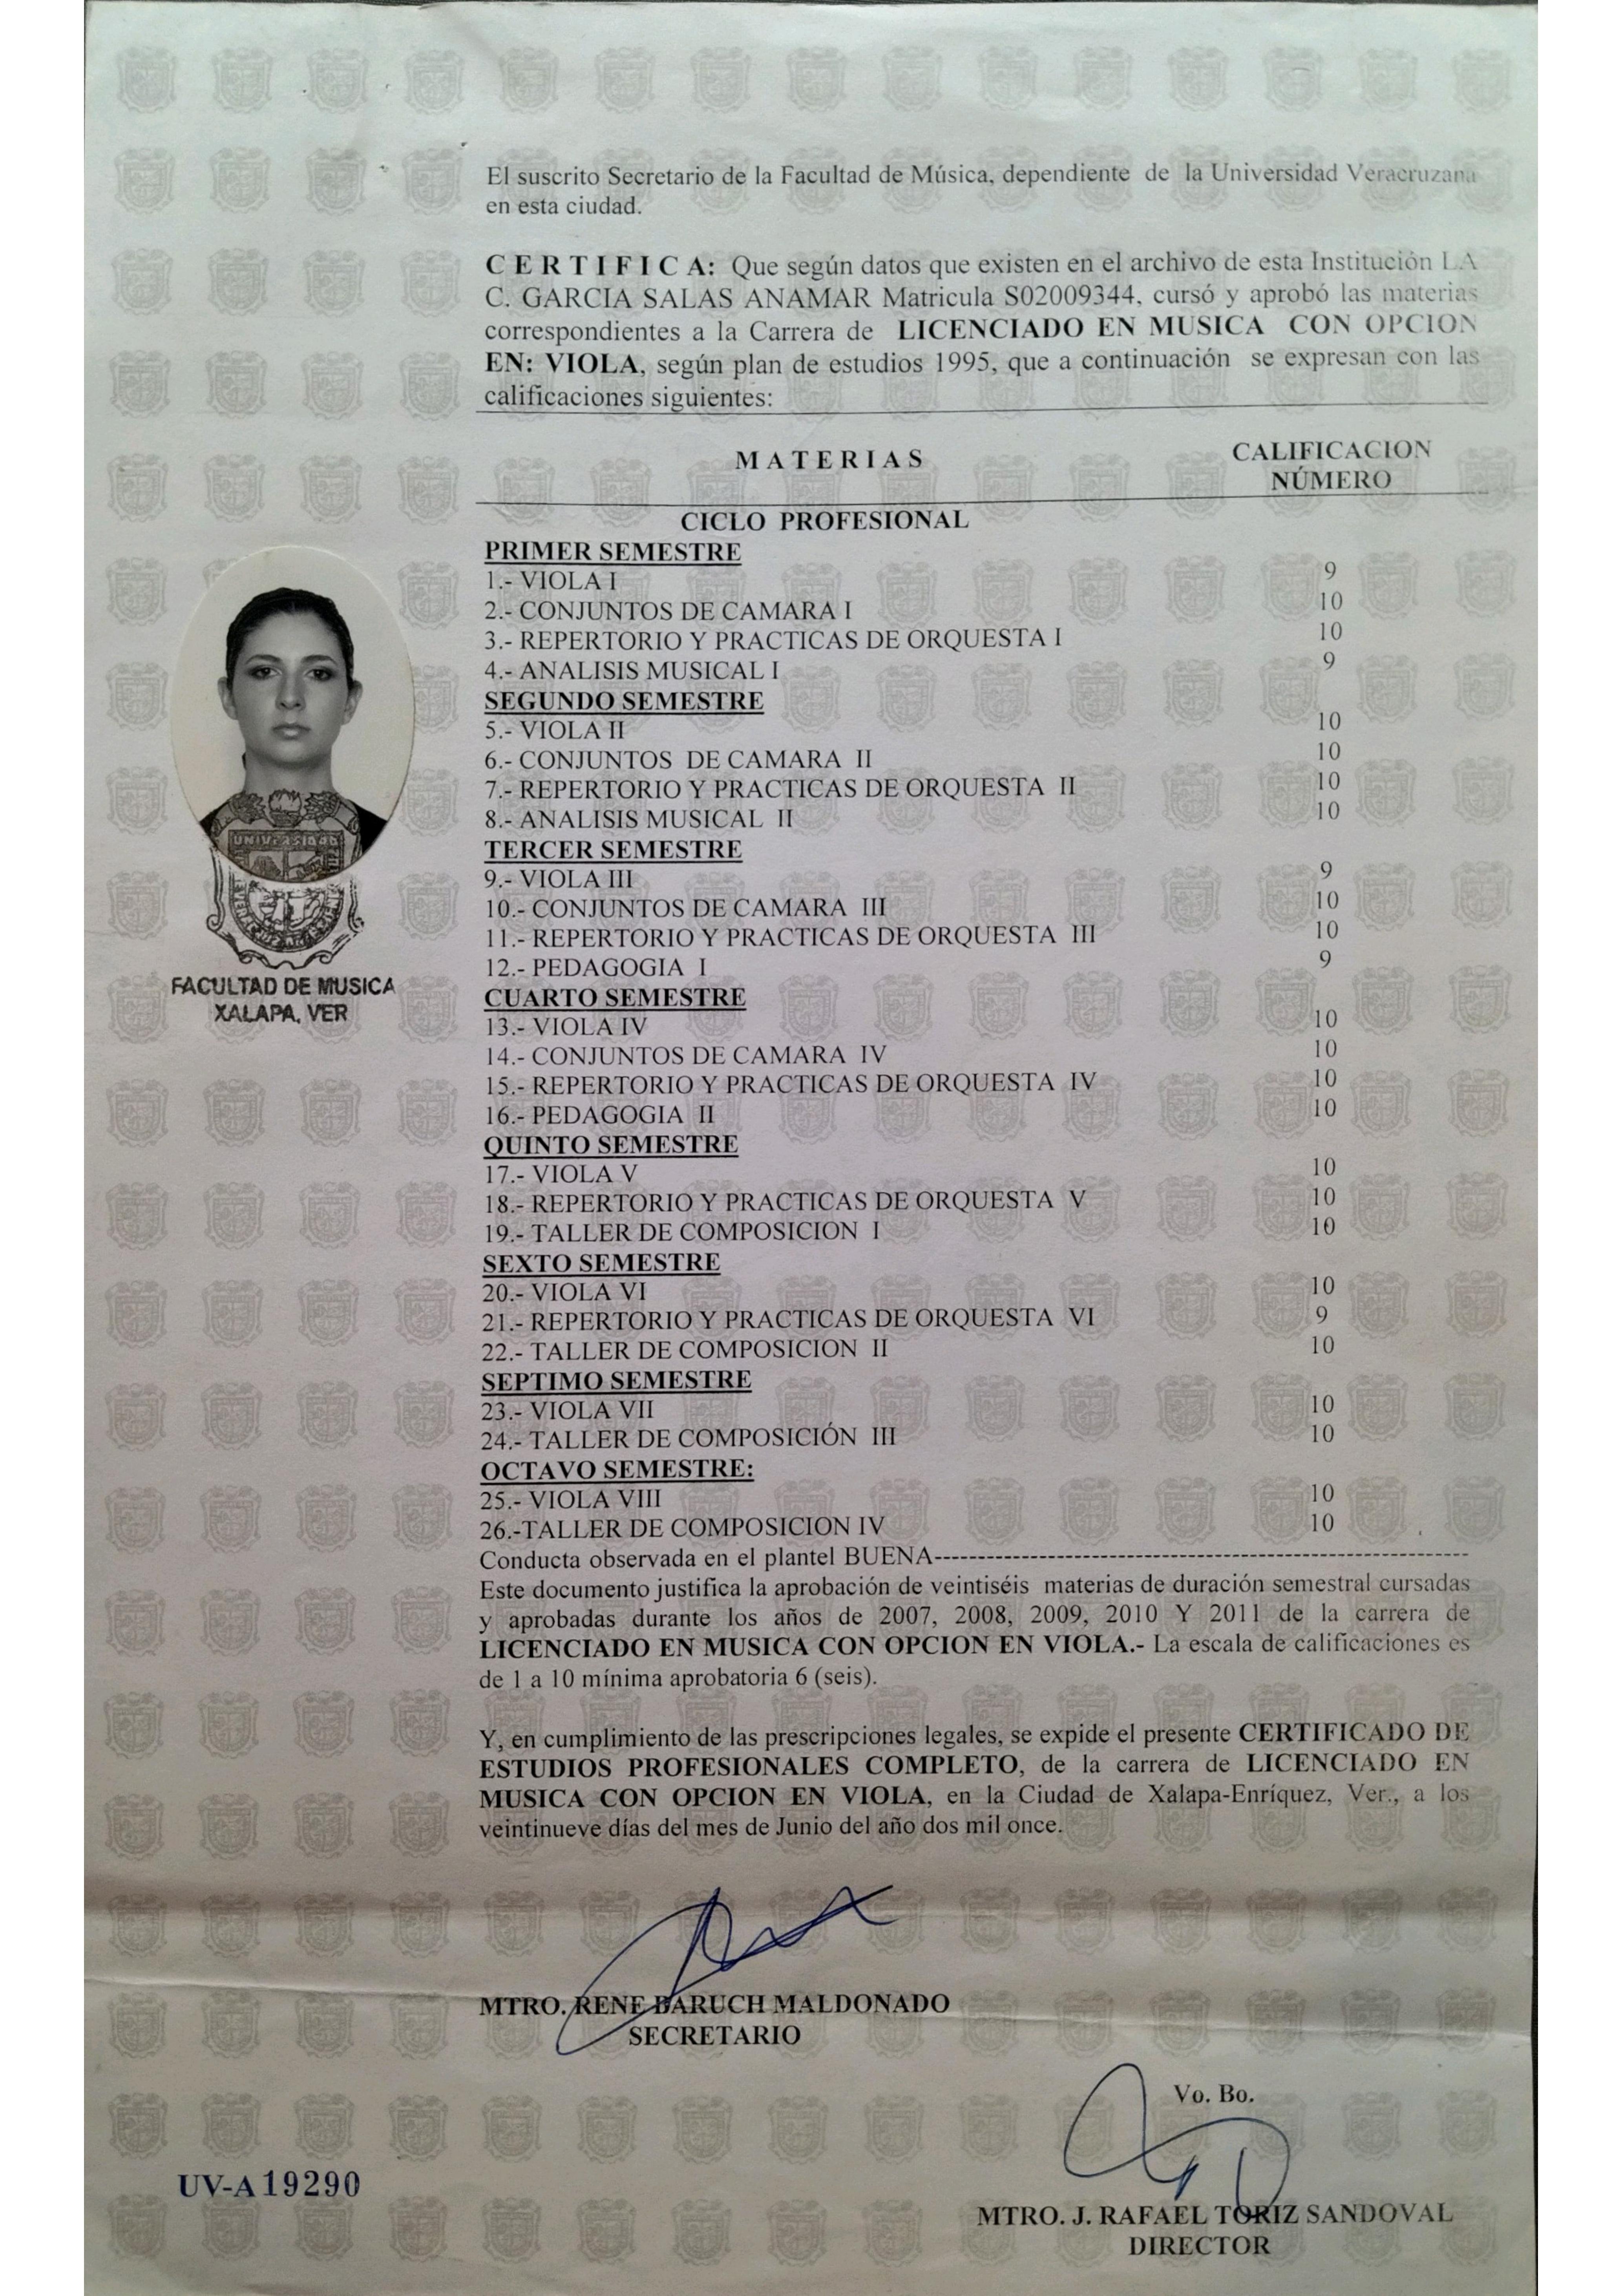 El suscrito Secretario de la Facultad de Música, dependiente de la Universidad Veracruzana
en esta ciudad.
C E R T I F I C A: Que según datos que existen en el archivo de esta Institución LA
C. GARCIA SALAS ANAMAR Matricula S02009344, cursó y aprobó las materias
correspondientes a la Carrera de LICENCIADO EN MUSICA CON OPCION
EN: VIOLA, según plan de estudios 1995, que a continuación se expresan con las
calificaciones siguientes:
M A T E R I A S CALIFICACION
NÚMERO
CICLO PROFESIONAL
PRIMER SEMESTRE
1.- VIOLA I 9
2.- CONJUNTOS DE CAMARA I 10
3.- REPERTORIO Y PRACTICAS DE ORQUESTA I 10
4.- ANALISIS MUSICAL I 9
SEGUNDO SEMESTRE
5.- VIOLA II 10
6.- CONJUNTOS DE CAMARA II 10
7.- REPERTORIO Y PRACTICAS DE ORQUESTA II 10
8.- ANALISIS MUSICAL II 10
TERCER SEMESTRE
9.- VIOLA III 9
10.- CONJUNTOS DE CAMARA III 10
11.- REPERTORIO Y PRACTICAS DE ORQUESTA III 10
12.- PEDAGOGIA I 9
CUARTO SEMESTRE
13.- VIOLA IV 10
14.- CONJUNTOS DE CAMARA IV 10
15.- REPERTORIO Y PRACTICAS DE ORQUESTA IV 10
16.- PEDAGOGIA II 10
QUINTO SEMESTRE
17.- VIOLA V 10
18.- REPERTORIO Y PRACTICAS DE ORQUESTA V 10
19.- TALLER DE COMPOSICION I 10
SEXTO SEMESTRE
20.- VIOLA VI 10
21.- REPERTORIO Y PRACTICAS DE ORQUESTA VI 9
22.- TALLER DE COMPOSICION II 10
SEPTIMO SEMESTRE
23.- VIOLA VII 10
24.- TALLER DE COMPOSICIÓN III 10
OCTAVO SEMESTRE:
25.- VIOLA VIII 10
26.-TALLER DE COMPOSICION IV 10
Conducta observada en el plantel BUENA--------------------------------------------------------------
Este documento justifica la aprobación de veintiséis materias de duración semestral cursadas
y aprobadas durante los años de 2007, 2008, 2009, 2010 Y 2011 de la carrera de
LICENCIADO EN MUSICA CON OPCION EN VIOLA.- La escala de calificaciones es
de 1 a 10 mínima aprobatoria 6 (seis).
Y, en cumplimiento de las prescripciones legales, se expide el presente CERTIFICADO DE
ESTUDIOS PROFESIONALES COMPLETO, de la carrera de LICENCIADO EN
MUSICA CON OPCION EN VIOLA, en la Ciudad de Xalapa-Enríquez, Ver., a los
veintinueve días del mes de Junio del año dos mil once.
UNIVERSIDAD
FACULTAD DE MUSICA
XALAPA, VER
MTRO. RENE BARUCH MALDONADO
SECRETARIO
Vo. Bo.
MTRO. J. RAFAEL TORIZ SANDOVAL
DIRECTOR
UV-A 19290